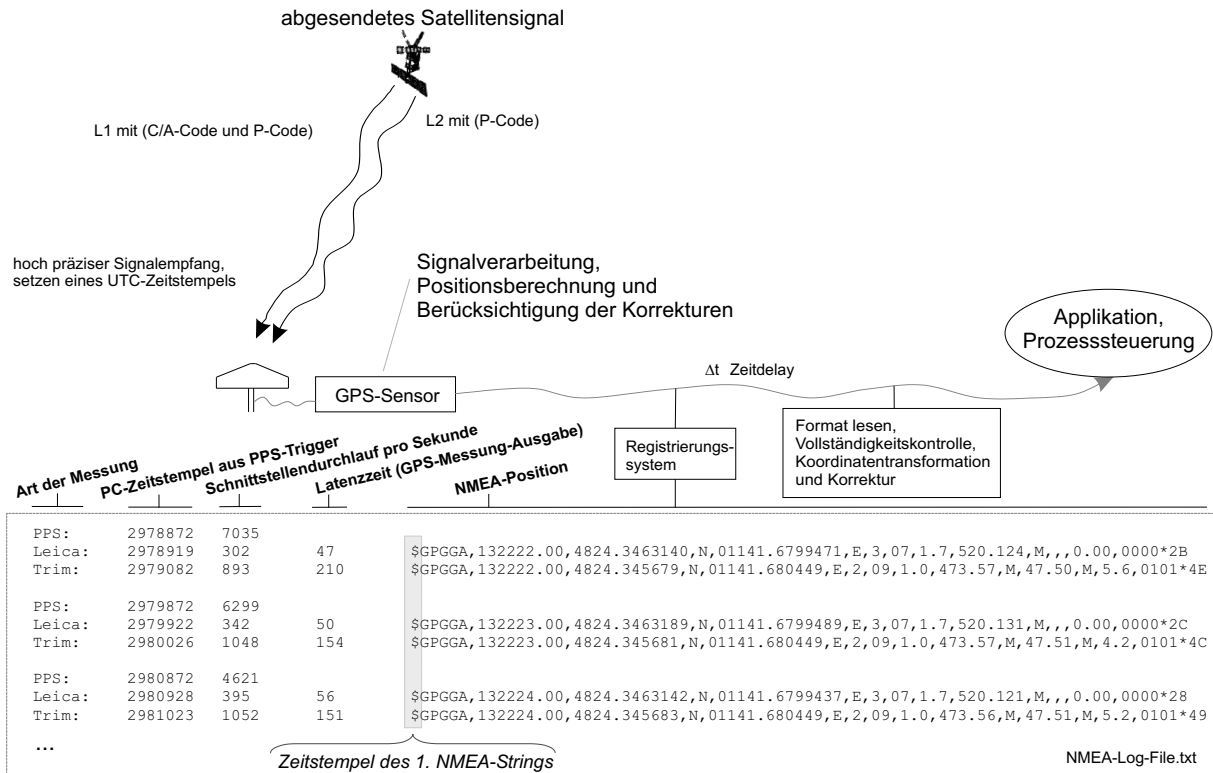 abgesendetes Satellitensignal
L1 mit (C/A-Code und P-Code)
L2 mit (P-Code)
hoch präziser Signalempfang,
setzen eines UTC-Zeitstempels
Signalverarbeitung,
Positionsberechnung und
Berücksichtigung der Korrekturen
Applikation,
Prozesssteuerung
Δt Zeitdelay
GPS-Sensor
Registrierungs-
system
Format lesen,
Vollständigkeitskontrolle,
Koordinatentransformation
und Korrektur
Art der Messung
PC-Zeitstempel aus PPS-Trigger
Schnittstellendurchlauf pro Sekunde
Latenzzeit (GPS-Messung-Ausgabe)
NMEA-Position
PPS: 2978872 7035
Leica: 2978919 302 47 $GPGGA,132222.00,4824.3463140,N,01141.6799471,E,3,07,1.7,520.124,M,,,0.00,0000*2B
Trim: 2979082 893 210 $GPGGA,132222.00,4824.345679,N,01141.680449,E,2,09,1.0,473.57,M,47.50,M,5.6,0101*4E
PPS: 2979872 6299
Leica: 2979922 342 50 $GPGGA,132223.00,4824.3463189,N,01141.6799489,E,3,07,1.7,520.131,M,,,0.00,0000*2C
Trim: 2980026 1048 154 $GPGGA,132223.00,4824.345681,N,01141.680449,E,2,09,1.0,473.57,M,47.51,M,4.2,0101*4C
PPS: 2980872 4621
Leica: 2980928 395 56 $GPGGA,132224.00,4824.3463142,N,01141.6799437,E,3,07,1.7,520.121,M,,,0.00,0000*28
Trim: 2981023 1052 151 $GPGGA,132224.00,4824.345683,N,01141.680449,E,2,09,1.0,473.56,M,47.51,M,5.2,0101*49
...
Zeitstempel des 1. NMEA-Strings
NMEA-Log-File.txt